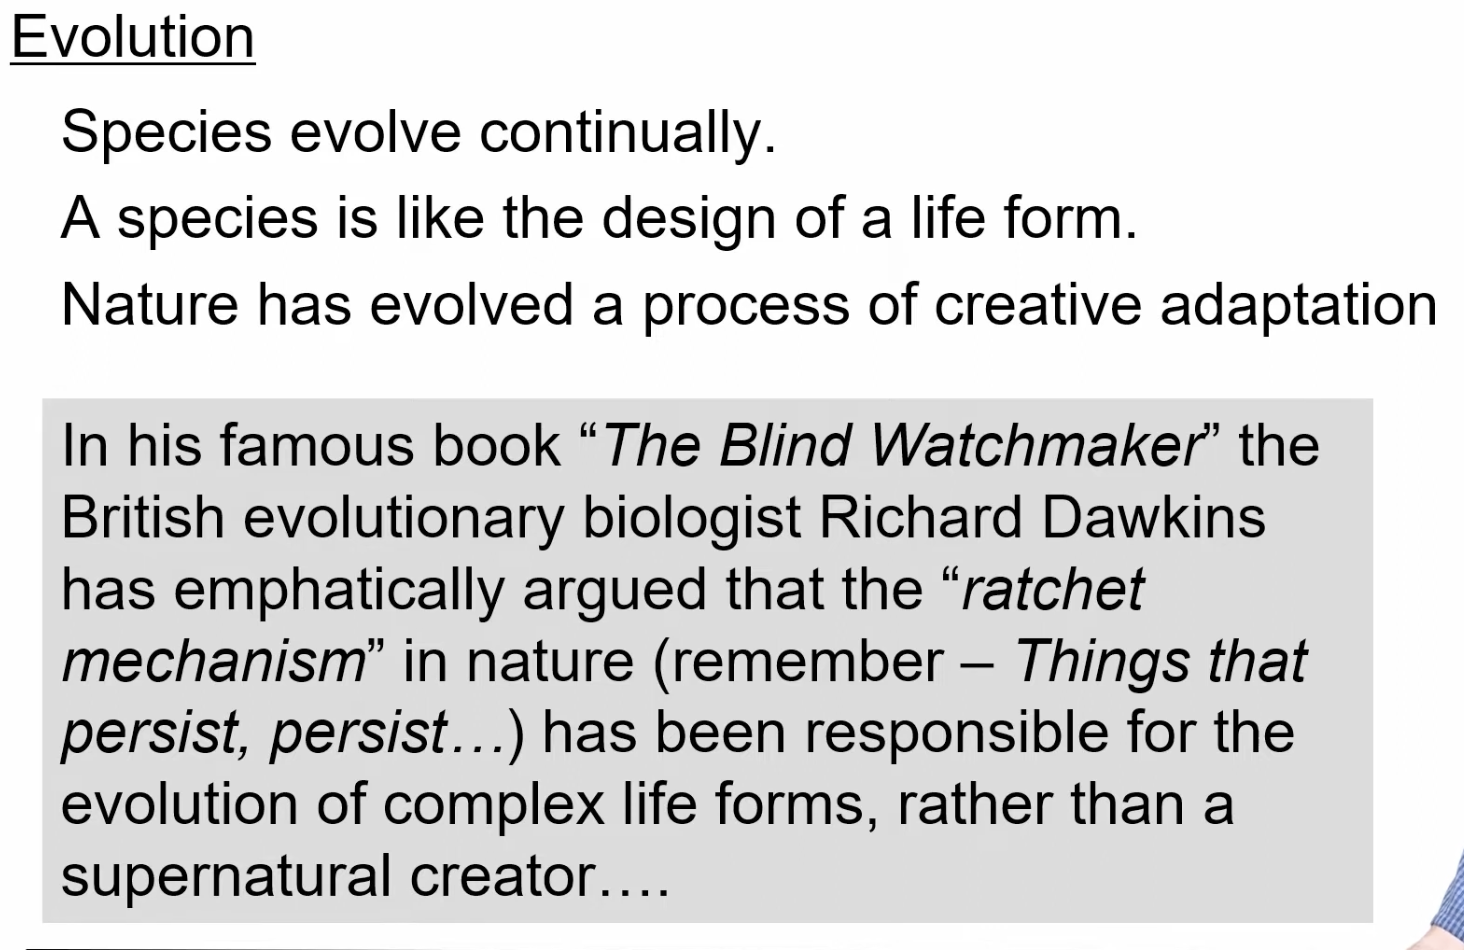 Evolution
Species evolve continually.
A species is like the design of a life form.
Nature has evolved a process of creative adaptation
In his famous book “The Blind Watchmaker” the
British evolutionary biologist Richard Dawkins
has emphatically argued that the “ratchet
mechanism” in nature (remember – Things that
persist, persist…) has been responsible for the
evolution of complex life forms, rather than a
supernatural creator….